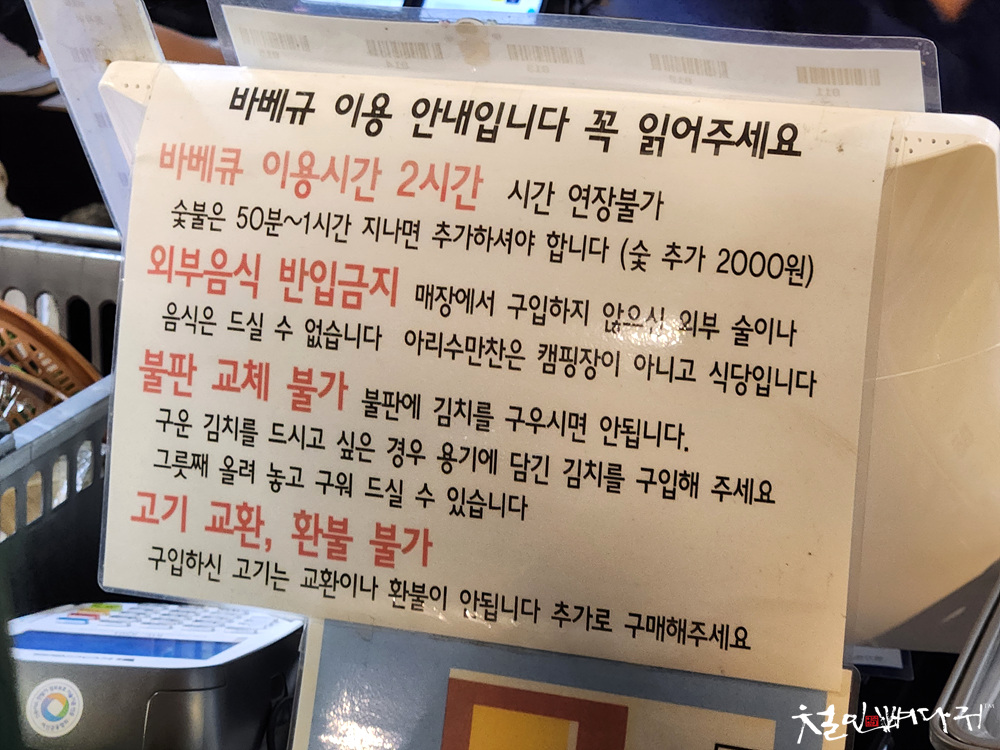 바베규 이용 안내입니다 꼭 읽어주세요
바베큐 이용시간 2시간 시간 연장불가
숯불은 50분~1시간 지나면 추가하셔야 합니다 (숯 추가 2000원)
외부음식 반입금지 매장에서 구입하지 않으신 외부 술이나
음식은 드실 수 없습니다 아리수만찬은 캠핑장이 아니고 식당입니다
불판 교체 불가 불판에 김치를 구우시면 안됩니다.
구운 김치를 드시고 싶은 경우 용기에 담긴 김치를 구입해 주세요
그릇째 올려 놓고 구워 드실 수 있습니다
고기 교환, 환불 불가
구입하신 고기는 교환이나 환불이 안됩니다 추가로 구매해주세요